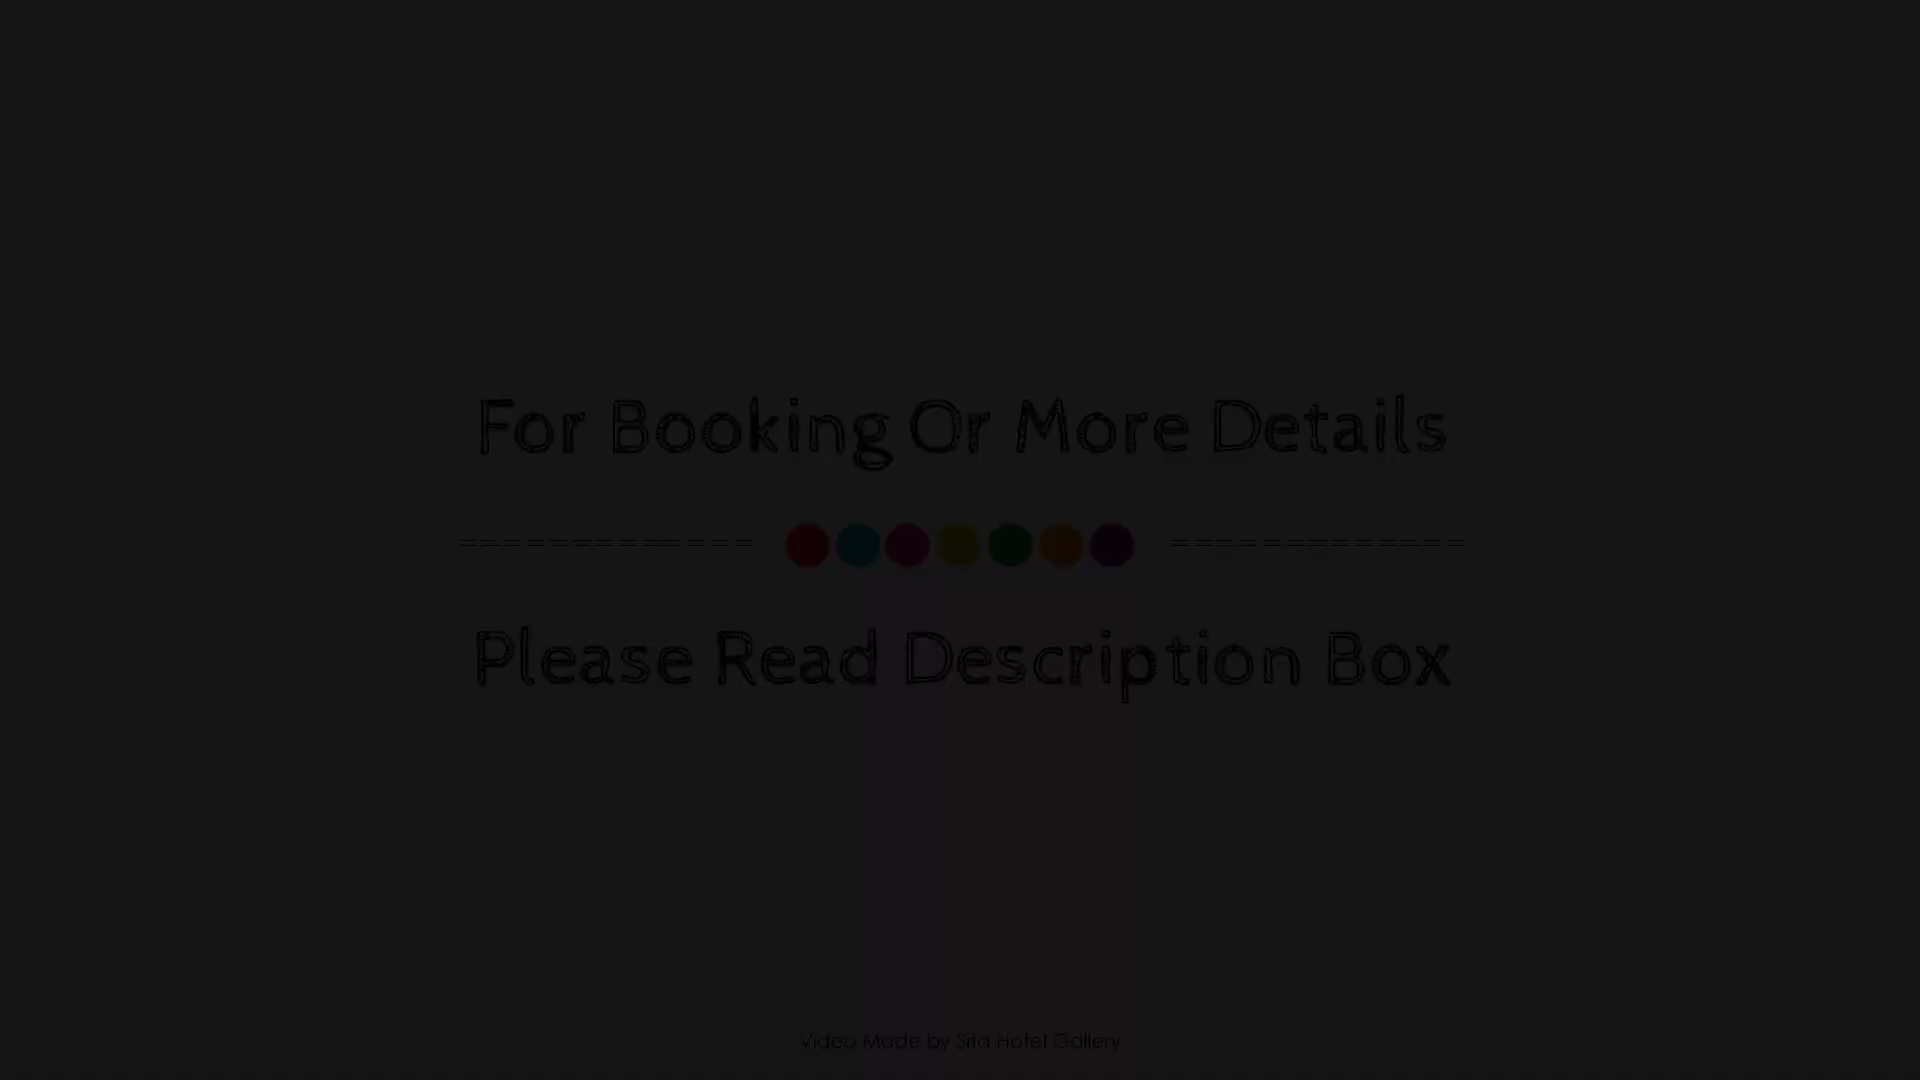 For Booking Or More Details
============= =============
Please Read Description Box
Video Made by Sita Hotel Gallery